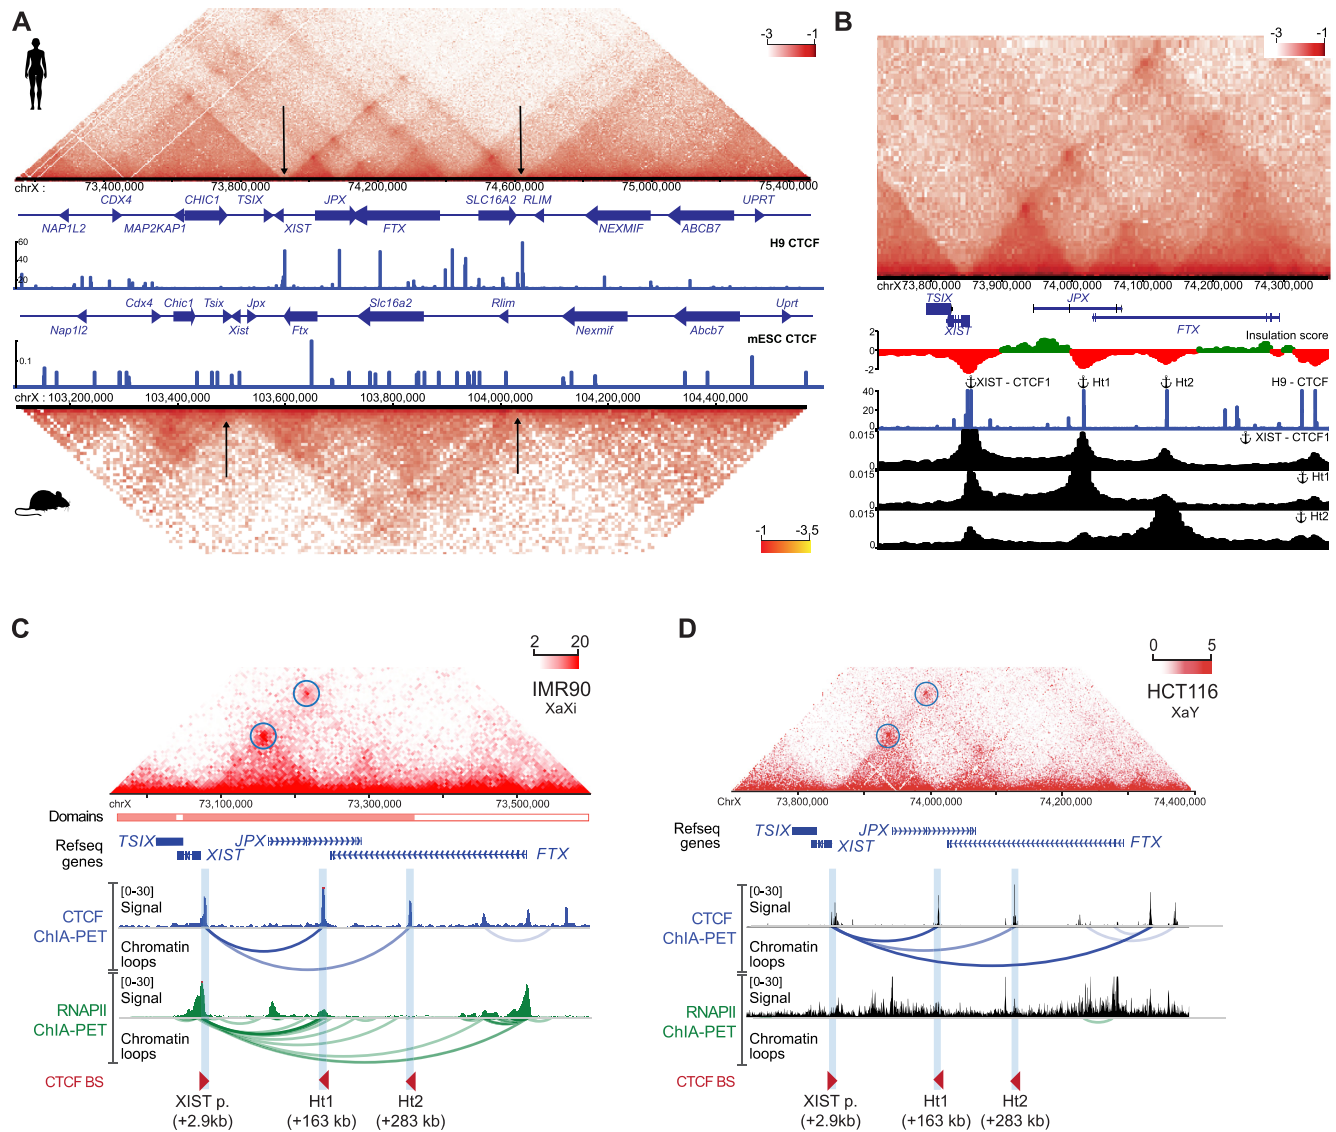 A
-3 -1
chrX : 73,400,000 73,800,000 74,200,000 74,600,000 75,000,000 75,400,000
CDX4 CHIC1 TSIX JPX SLC16A2 RLIM UPRT
NAP1L2 MAP2KAP1 XIST FTX NEXMIF ABCB7
60
40
20
H9 CTCF
Cdx4 Chic1 Tsix Jpx Slc16a2 Rlim Uprt
Nap1l2 Xist Ftx Nexmif Abcb7
mESC CTCF
0.1
chrX : 103,200,000 103,400,000 103,600,000 103,800,000 104,000,000 104,200,000 104,400,000
-1 -3.5
B
-3 -1
chrX 73,800,000 73,900,000 74,000,000 74,100,000 74,200,000 74,300,000
TSIX JPX
XIST FTX
2
0
-2
Insulation score
XIST - CTCF1 Ht1 Ht2 H9 - CTCF
40
20
0
0.015 XIST - CTCF1
0
0.015 Ht1
0
0.015 Ht2
0
C
2 20
IMR90
XaXi
chrX 73,100,000 73,300,000 73,500,000
Domains
Refseq
genes
TSIX JPX
XIST FTX
CTCF
ChIA-PET
[0-30]
Signal
Chromatin
loops
RNAPII
ChIA-PET
[0-30]
Signal
Chromatin
loops
CTCF BS
XIST p. Ht1 Ht2
(+2.9kb) (+163 kb) (+283 kb)
D
0 5
HCT116
XaY
ChrX 73,800,000 74,000,000 74,200,000 74,400,000
Refseq
genes
TSIX JPX
XIST FTX
CTCF
ChIA-PET
[0-30]
Signal
Chromatin
loops
RNAPII
ChIA-PET
[0-30]
Signal
Chromatin
loops
CTCF BS
XIST p. Ht1 Ht2
(+2.9kb) (+163 kb) (+283 kb)